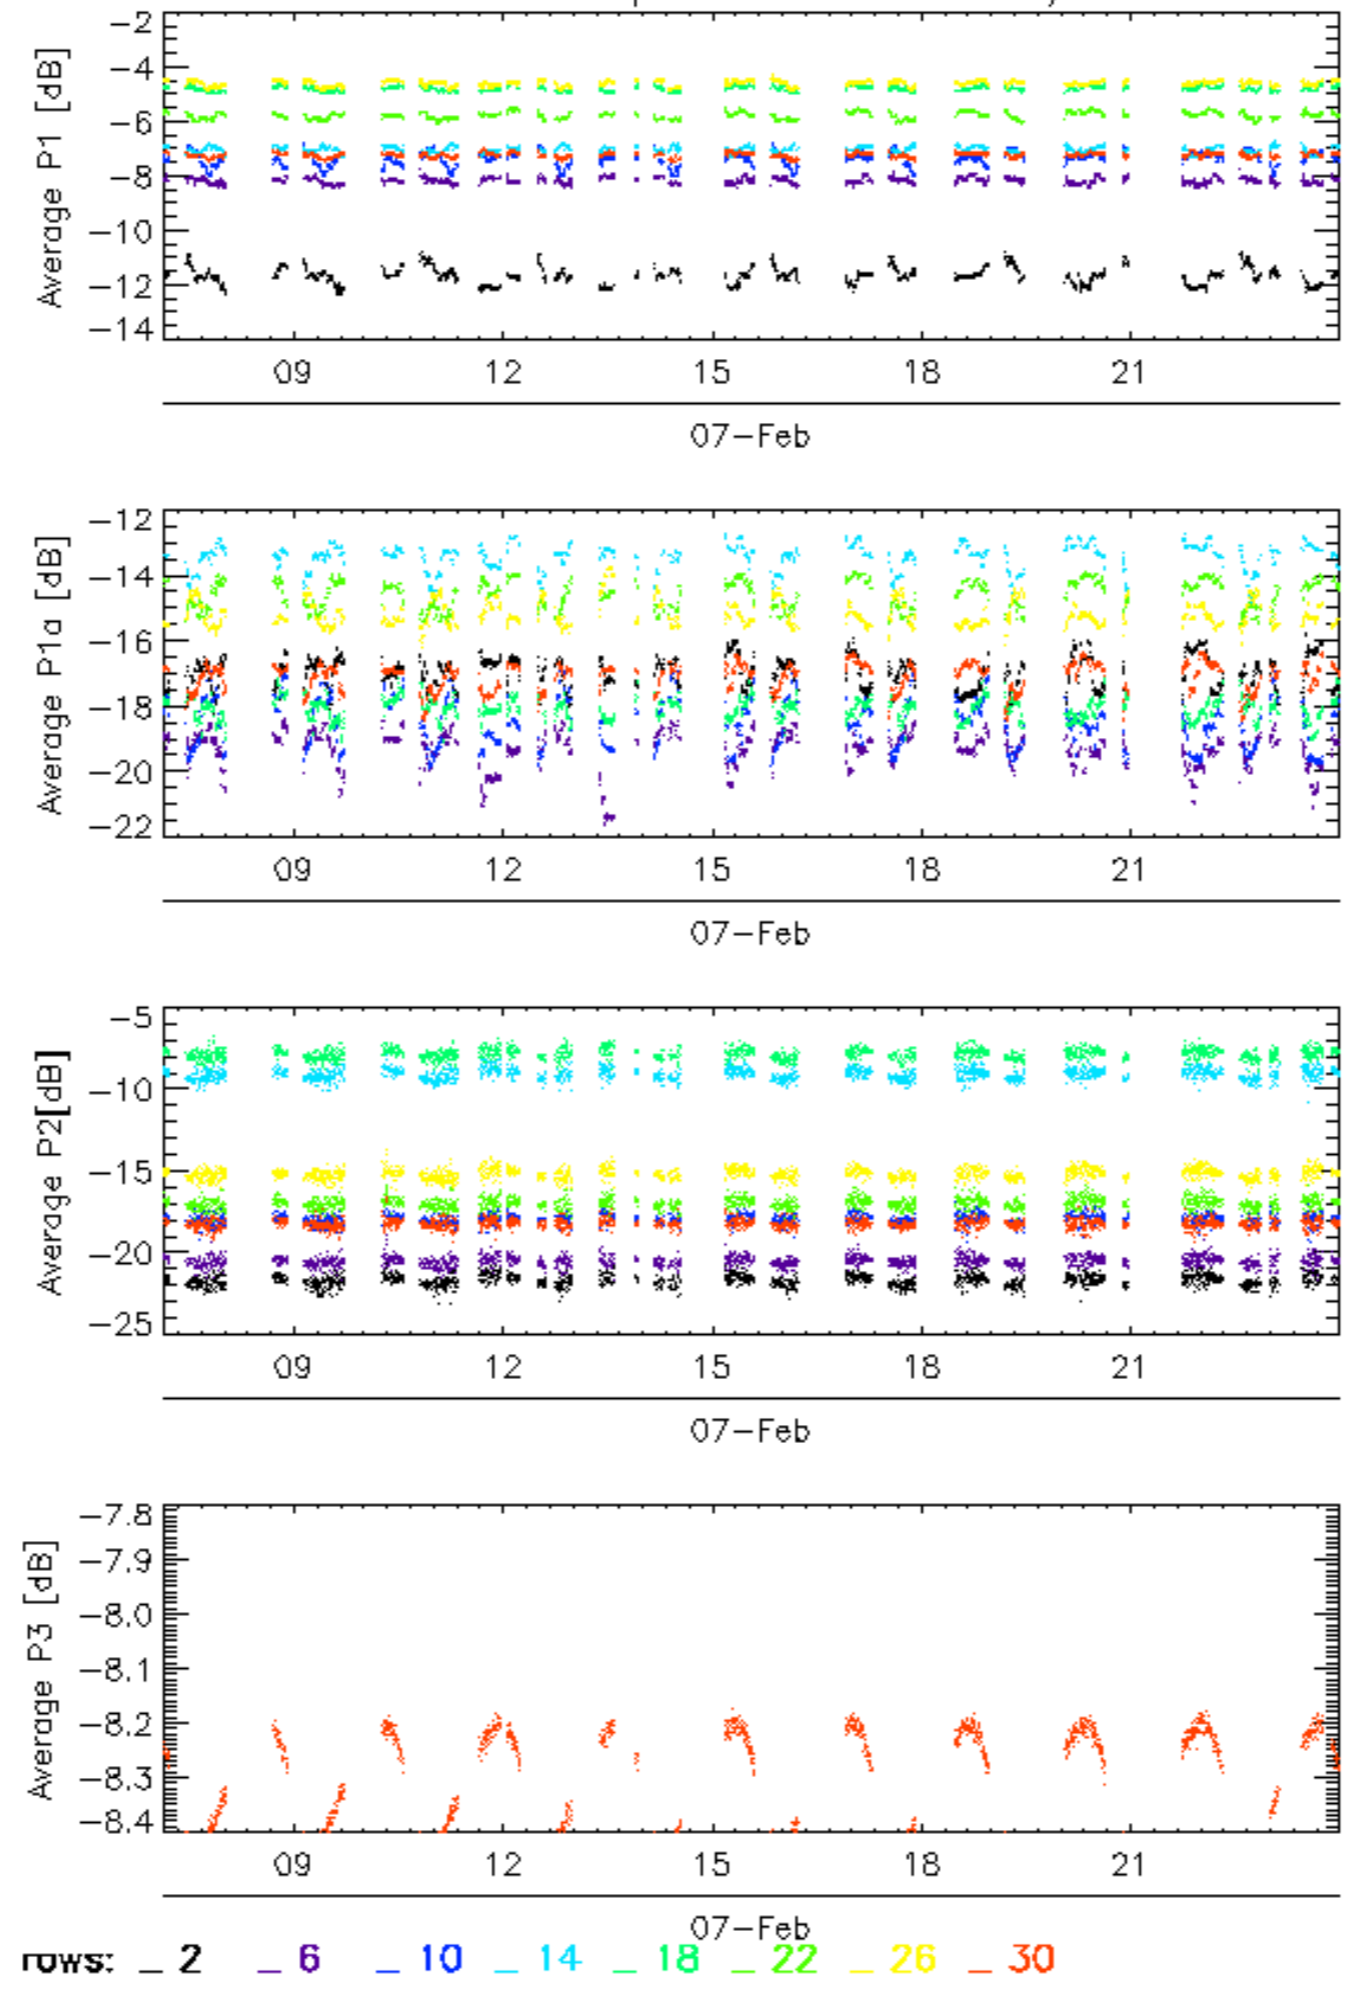 Average P1 [dB]
−2
−4
−6
−8
−10
−12
−14
09 12 15 18 21
07−Feb
Average P1a [dB]
−12
−14
−16
−18
−20
−22
09 12 15 18 21
07−Feb
Average P2[dB]
−5
−10
−15
−20
−25
09 12 15 18 21
07−Feb
Average P3 [dB]
−7.8
−7.9
−8.0
−8.1
−8.2
−8.3
−8.4
09 12 15 18 21
07−Feb
rows: _ 2 _ 6 _ 10 _ 14 _ 18 _ 22 _ 26 _ 30